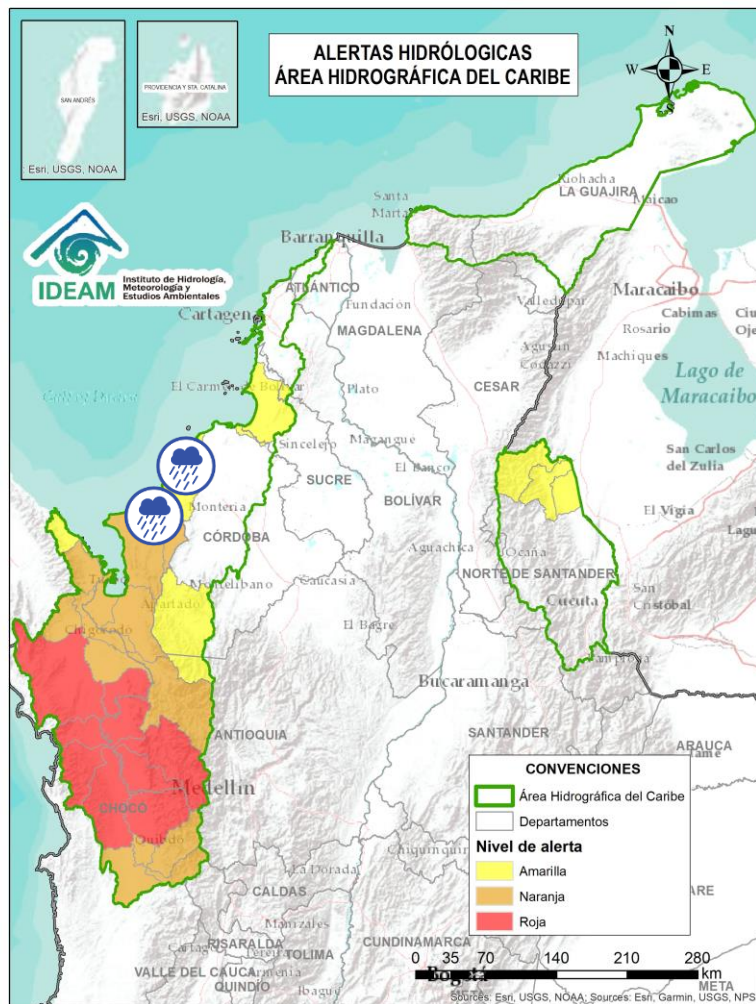 ALERTAS HIDRÓLOGICAS
ÁREA HIDROGRÁFICA DEL CARIBE
N
W
E
S
SAN ANDRÉS
Esri, USGS, NOAA
PROVIDENCIA Y STA. CATALINA
Esri, USGS, NOAA
IDEAM
Instituto de Hidrología,
Meteorología y
Estudios Ambientales
Riohacha
LA GUAJIRA
Maicao
Santa
Marta
Barranquilla
ATLÁNTICO
Cartagena
Fundación
MAGDALENA
Valledupar
Maracaibo
Cabimas
Rosario
Machiques
Agustín
Codazzi
CESAR
Lago de
Maracaibo
El Carmen de Bolívar
Plato
Sincelejo
Magangué
San Carlos
del Zulia
El Banco
SUCRE
BOLÍVAR
Montería
CÓRDOBA
El Vigía
Aguachica
Ocaña
NORTE DE SANTANDER
Montelíbano
Caucasia
Apartado
Cúcuta
San
Cristóbal
El Bagre
Chigorodó
Pamplona
Bucaramanga
ANTIOQUIA
SANTANDER
ARAUCA
Medellín
CHOCÓ
Quibdó
La Dorada
CALDAS
Manizales
RISARALDA
TOLIMA
CUNDINAMARCA
VALLE DEL CAUCA
Armenia
QUINDÍO
Ibagué
Bogotá
META
CONVENCIONES
Área Hidrográfica del Caribe
Departamentos
Nivel de alerta
Amarilla
Naranja
Roja
0 35 70 140 210 280
km
Sources: Esri, USGS, NOAA; Sources: Esri, Garmin, USGS, NPS